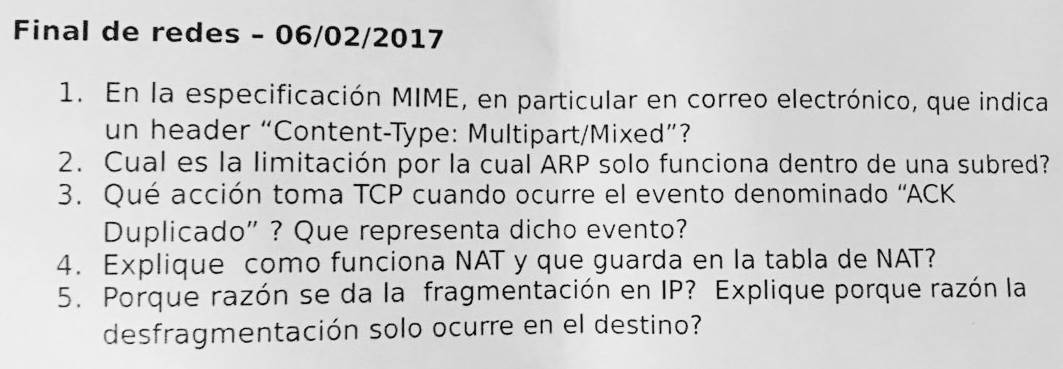 Final de redes – 06/02/2017
1. En la especificación MIME, en particular en correo electrónico, que indica
un header “Content-Type: Multipart/Mixed”?
2. Cual es la limitación por la cual ARP solo funciona dentro de una subred?
3. Qué acción toma TCP cuando ocurre el evento denominado “ACK
Duplicado” ? Que representa dicho evento?
4. Explique como funciona NAT y que guarda en la tabla de NAT?
5. Porque razón se da la fragmentación en IP? Explique porque razón la
desfragmentación solo ocurre en el destino?